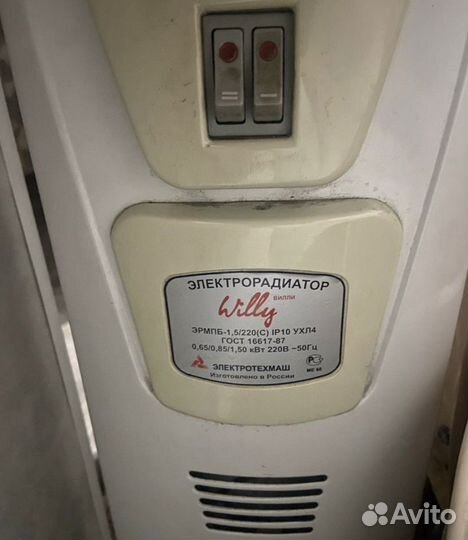 ЭЛЕКТРОРАДИАТОР
Willy ВИЛЛИ
ЭРМПБ-1,5/220(С) IP10 УХЛ4
ГОСТ 16617-87
0,65/0,85/1,50 кВт 220В ~50Гц
ЭЛЕКТРОТЕХМАШ
Изготовлено в России
Avito